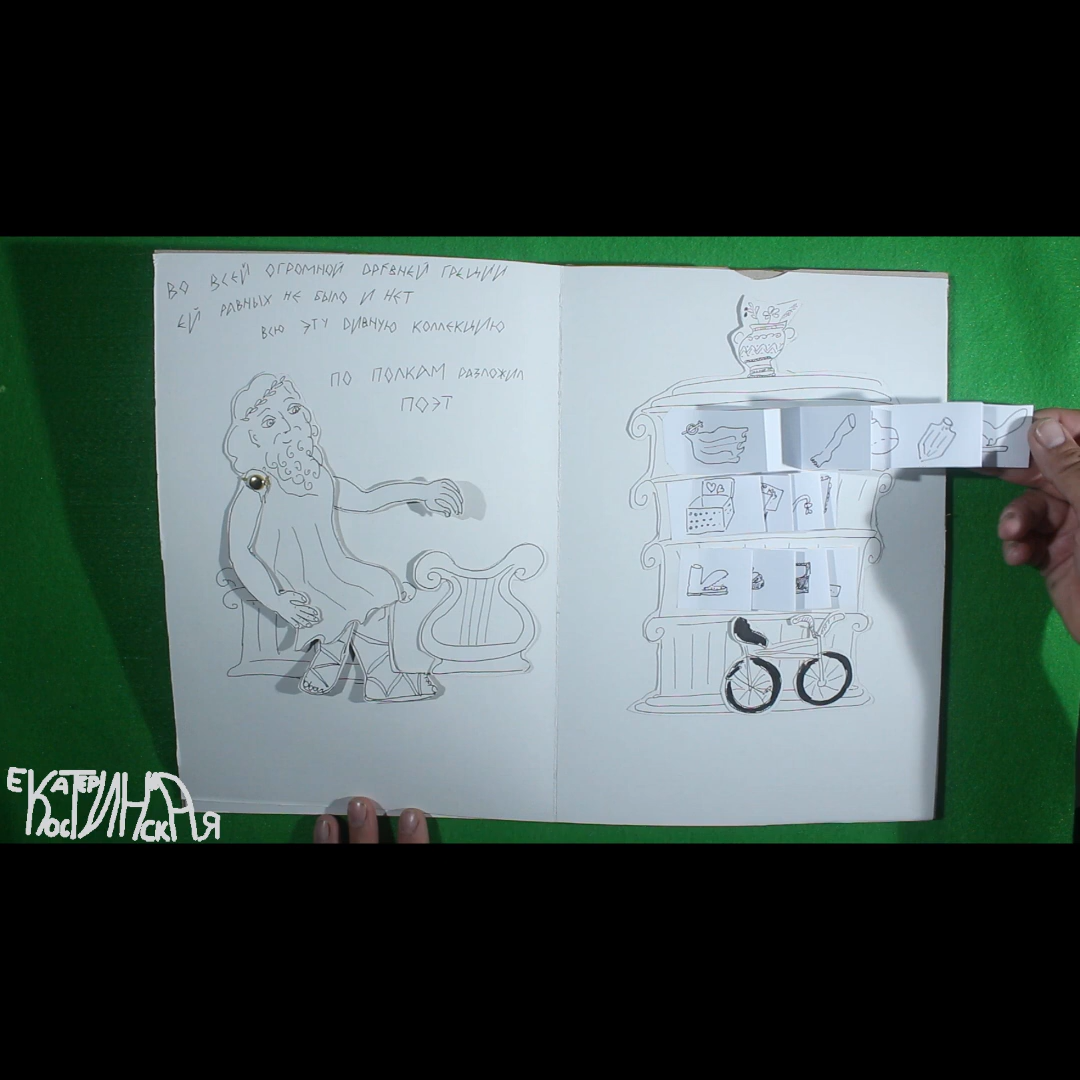 ВО ВСЕЙ ОГРОМНОЙ ДРЕВНЕЙ ГРЕЦИИ
ЕЙ РАВНЫХ НЕ БЫЛО И НЕТ
ВСЮ ЭТУ ДИВНУЮ КОЛЛЕКЦИЮ
ПО ПОЛКАМ РАЗЛОЖИЛ
ПОЭТ
ЕКАТЕРИНА